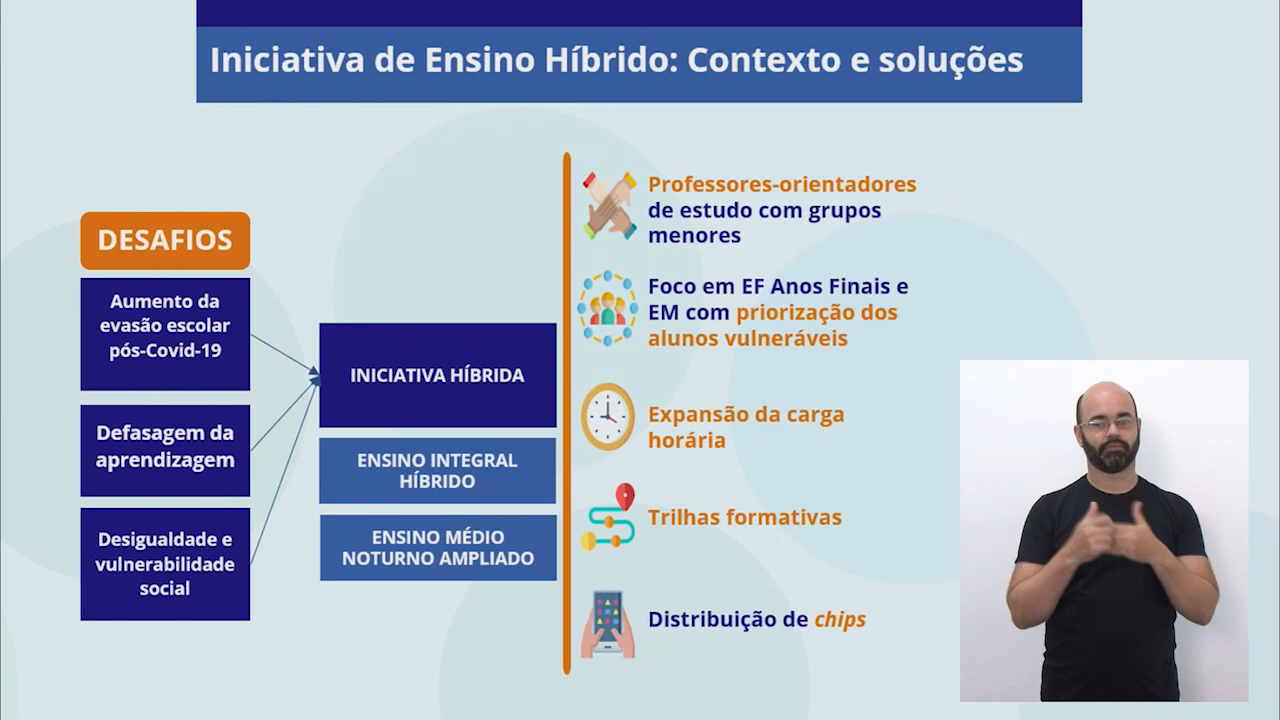 Iniciativa de Ensino Híbrido: Contexto e soluções
DESAFIOS
Aumento da
evasão escolar
pós-Covid-19
Defasagem da
aprendizagem
Desigualdade e
vulnerabilidade
social
INICIATIVA HÍBRIDA
ENSINO INTEGRAL
HÍBRIDO
ENSINO MÉDIO
NOTURNO AMPLIADO
Professores-orientadores
de estudo com grupos
menores
Foco em EF Anos Finais e
EM com priorização dos
alunos vulneráveis
Expansão da carga
horária
Trilhas formativas
Distribuição de chips